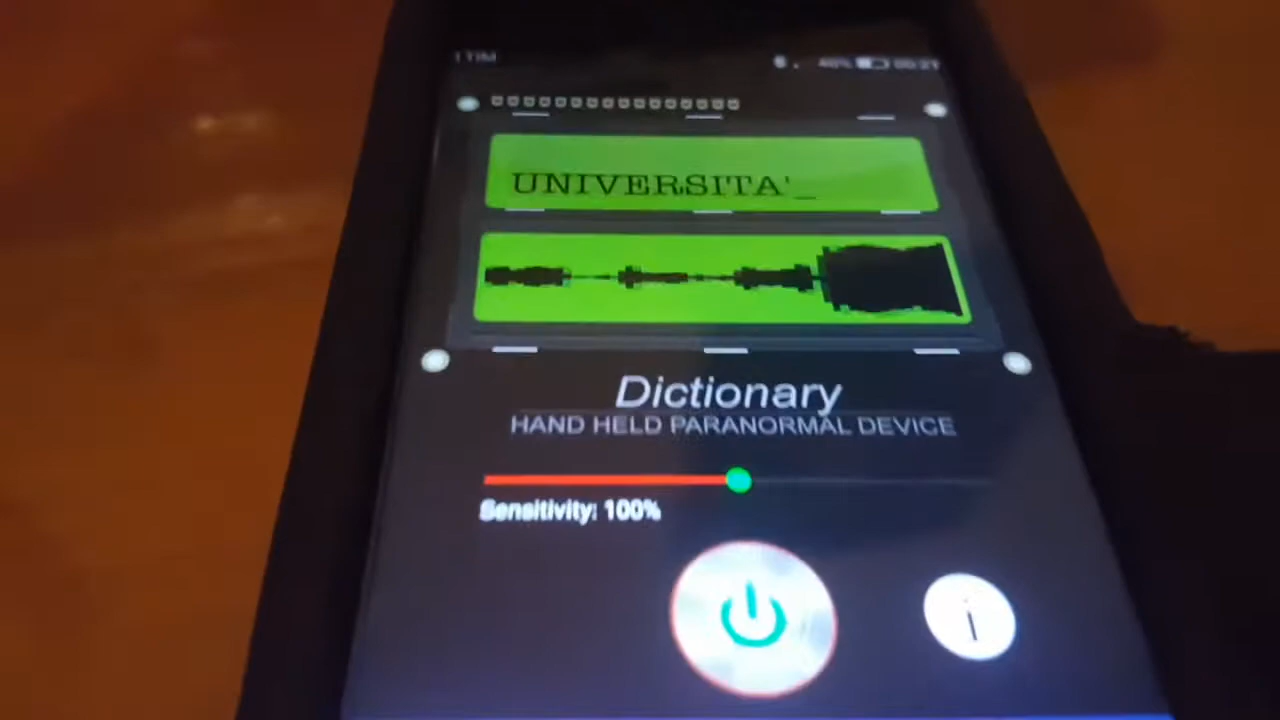 UNIVERSITA'_
Dictionary
HAND HELD PARANORMAL DEVICE
Sensitivity: 100%
i